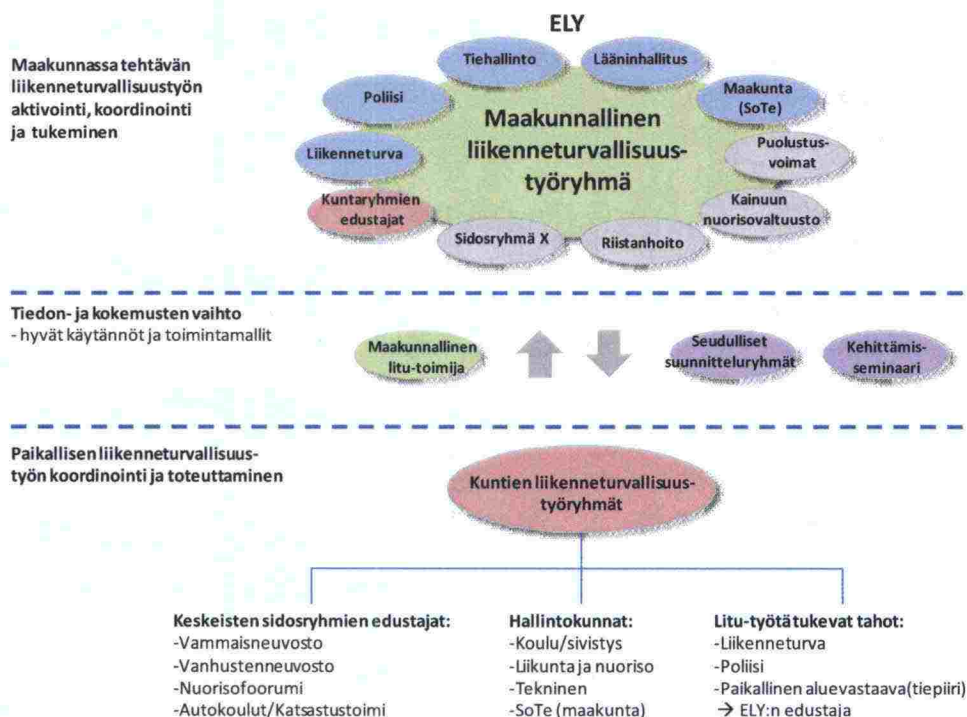 ELY
Maakunnassa tehtävän
liikenneturvallisuustyön
aktivointi, koordinointi
ja tukeminen
Tiehallinto
Lääninhallitus
Poliisi
Maakunta
(SoTe)
Maakunnallinen
liikenneturvallisuus-
työryhmä
Puolustus-
voimat
Liikenneturva
Kuntaryhmien
edustajat
Kainuun
nuorisovaltuusto
Sidosryhmä X
Riistanhoito
Tiedon- ja kokemusten vaihto
- hyvät käytännöt ja toimintamallit
Maakunnallinen
litu-toimija
Seudulliset
suunnitteluryhmät
Kehittämis-
seminaari
Paikallisen liikenneturvallisuus-
työn koordinointi ja toteuttaminen
Kuntien liikenneturvallisuus-
työryhmät
Keskeisten sidosryhmien edustajat:
-Vammaisneuvosto
-Vanhustenneuvosto
-Nuorisofoorumi
-Autokoulut/Katsastustoimi
Hallintokunnat:
-Koulu/sivistys
-Liikunta ja nuoriso
-Tekninen
-SoTe (maakunta)
Litu-työtä tukevat tahot:
-Liikenneturva
-Poliisi
-Paikallinen aluevastaava(tiepiiri)
→ ELY:n edustaja